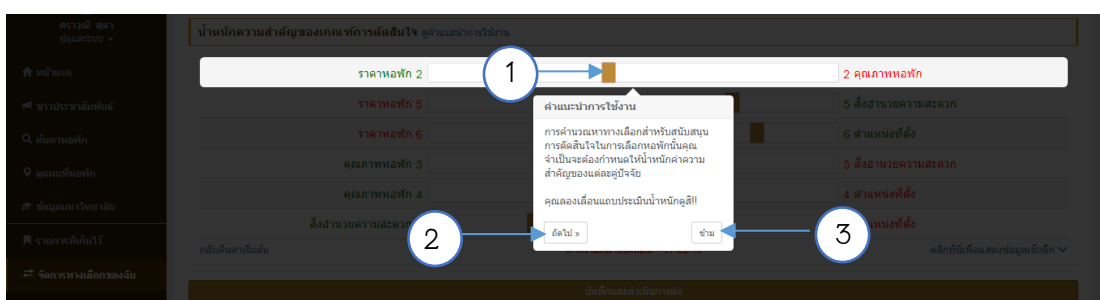 ศราวุฒิ สุดา
ผู้ดูแลระบบ
น้ำหนักความสำคัญของเกณฑ์การตัดสินใจ ดูคำแนะนำการใช้งาน
หน้าแรก
ข่าวประชาสัมพันธ์
ค้นหาหอพัก
ดูแผนที่หอพัก
ข้อมูลมหาวิทยาลัย
รายการที่เก็บไว้
จัดการทางเลือกของฉัน
ราคาหอพัก 2
1
2 คุณภาพหอพัก
ราคาหอพัก 5
5 สิ่งอำนวยความสะดวก
ราคาหอพัก 6
6 ตำแหน่งที่ตั้ง
คุณภาพหอพัก 3
3 สิ่งอำนวยความสะดวก
คุณภาพหอพัก 4
4 ตำแหน่งที่ตั้ง
สิ่งอำนวยความสะดวก
ตำแหน่งที่ตั้ง
คำแนะนำการใช้งาน
การคำนวณหาทางเลือกสำหรับสนับสนุน
การตัดสินใจในการเลือกหอพักนั้นคุณ
จำเป็นจะต้องกำหนดให้น้ำหนักค่าความ
สำคัญของแต่ละคู่ปัจจัย
คุณลองเลื่อนแถบประเมินน้ำหนักดูสิ!!
2
ถัดไป »
ข้าม
3
กลับคืนค่าเริ่มต้น
คลิกที่นี่เพื่อแสดงข้อมูลเชิงลึก
บันทึกและดำเนินการต่อ